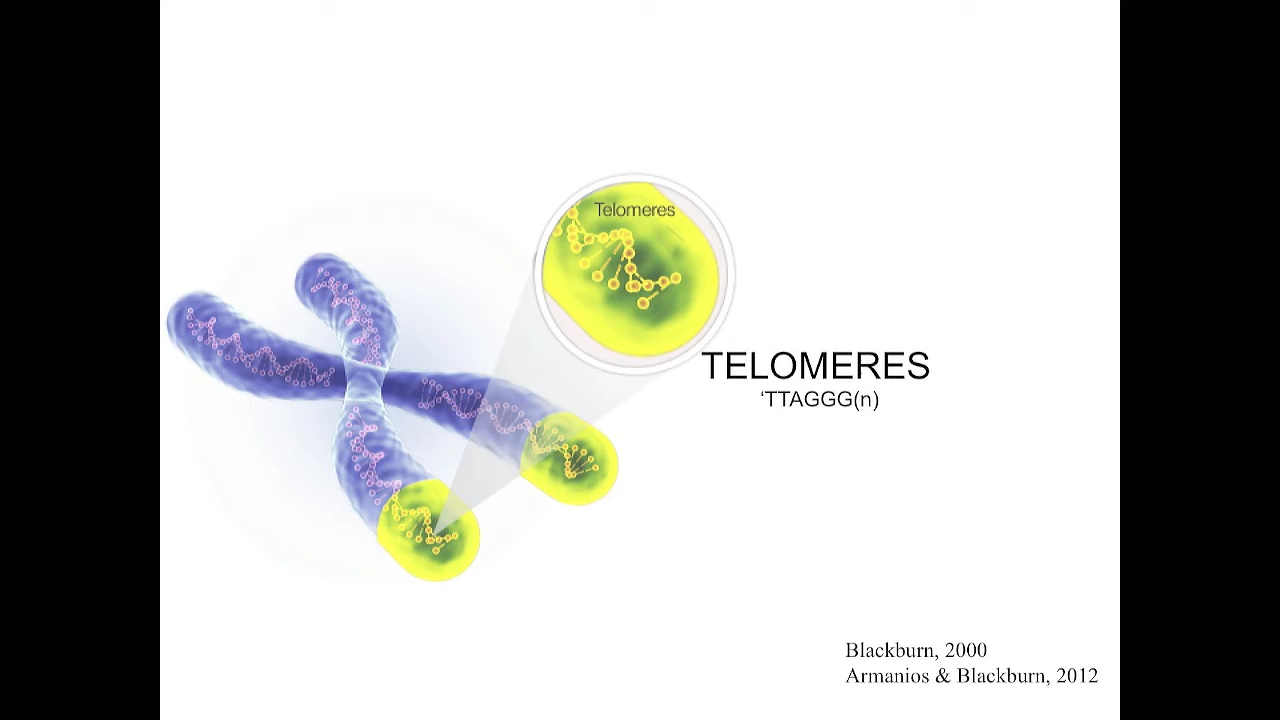 Telomeres
TELOMERES
‘TTAGGG(n)
Blackburn, 2000
Armanios & Blackburn, 2012